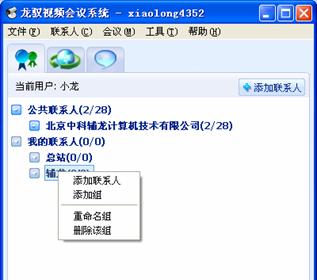 龙驭视频会议系统 - xiaolong4352
文件(F) 联系人(C) 会议(M) 工具(T) 帮助(H)
当前用户: 小龙 添加联系人
公共联系人(2/28)
北京中科辅龙计算机技术有限公司(2/28)
我的联系人(0/0)
总站(0/0)
辅龙(0/0)
添加联系人
添加组
重命名组
删除该组